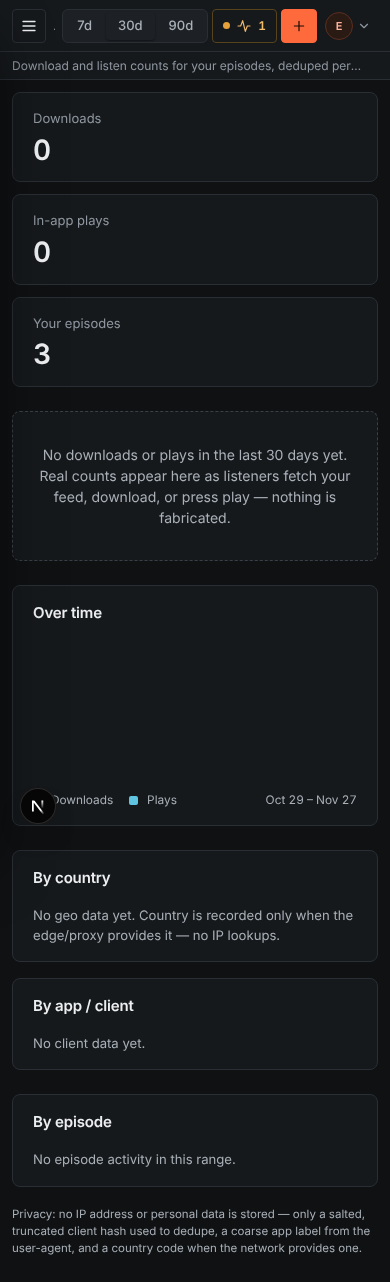 . 7d 30d 90d 1 + E
Download and listen counts for your episodes, deduped per...
Downloads
0
In-app plays
0
Your episodes
3
No downloads or plays in the last 30 days yet.
Real counts appear here as listeners fetch your
feed, download, or press play — nothing is
fabricated.
Over time
N Downloads Plays Oct 29 – Nov 27
By country
No geo data yet. Country is recorded only when the
edge/proxy provides it — no IP lookups.
By app / client
No client data yet.
By episode
No episode activity in this range.
Privacy: no IP address or personal data is stored — only a salted,
truncated client hash used to dedupe, a coarse app label from the
user-agent, and a country code when the network provides one.